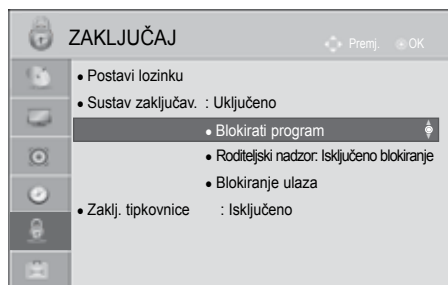 ZAKLJUČAJ
Premj. OK
• Postavi lozinku
• Sustav zaključav. : Uključeno
• Blokirati program
• Roditeljski nadzor: Isključeno blokiranje
• Blokiranje ulaza
• Zaklj. tipkovnice : Isključeno